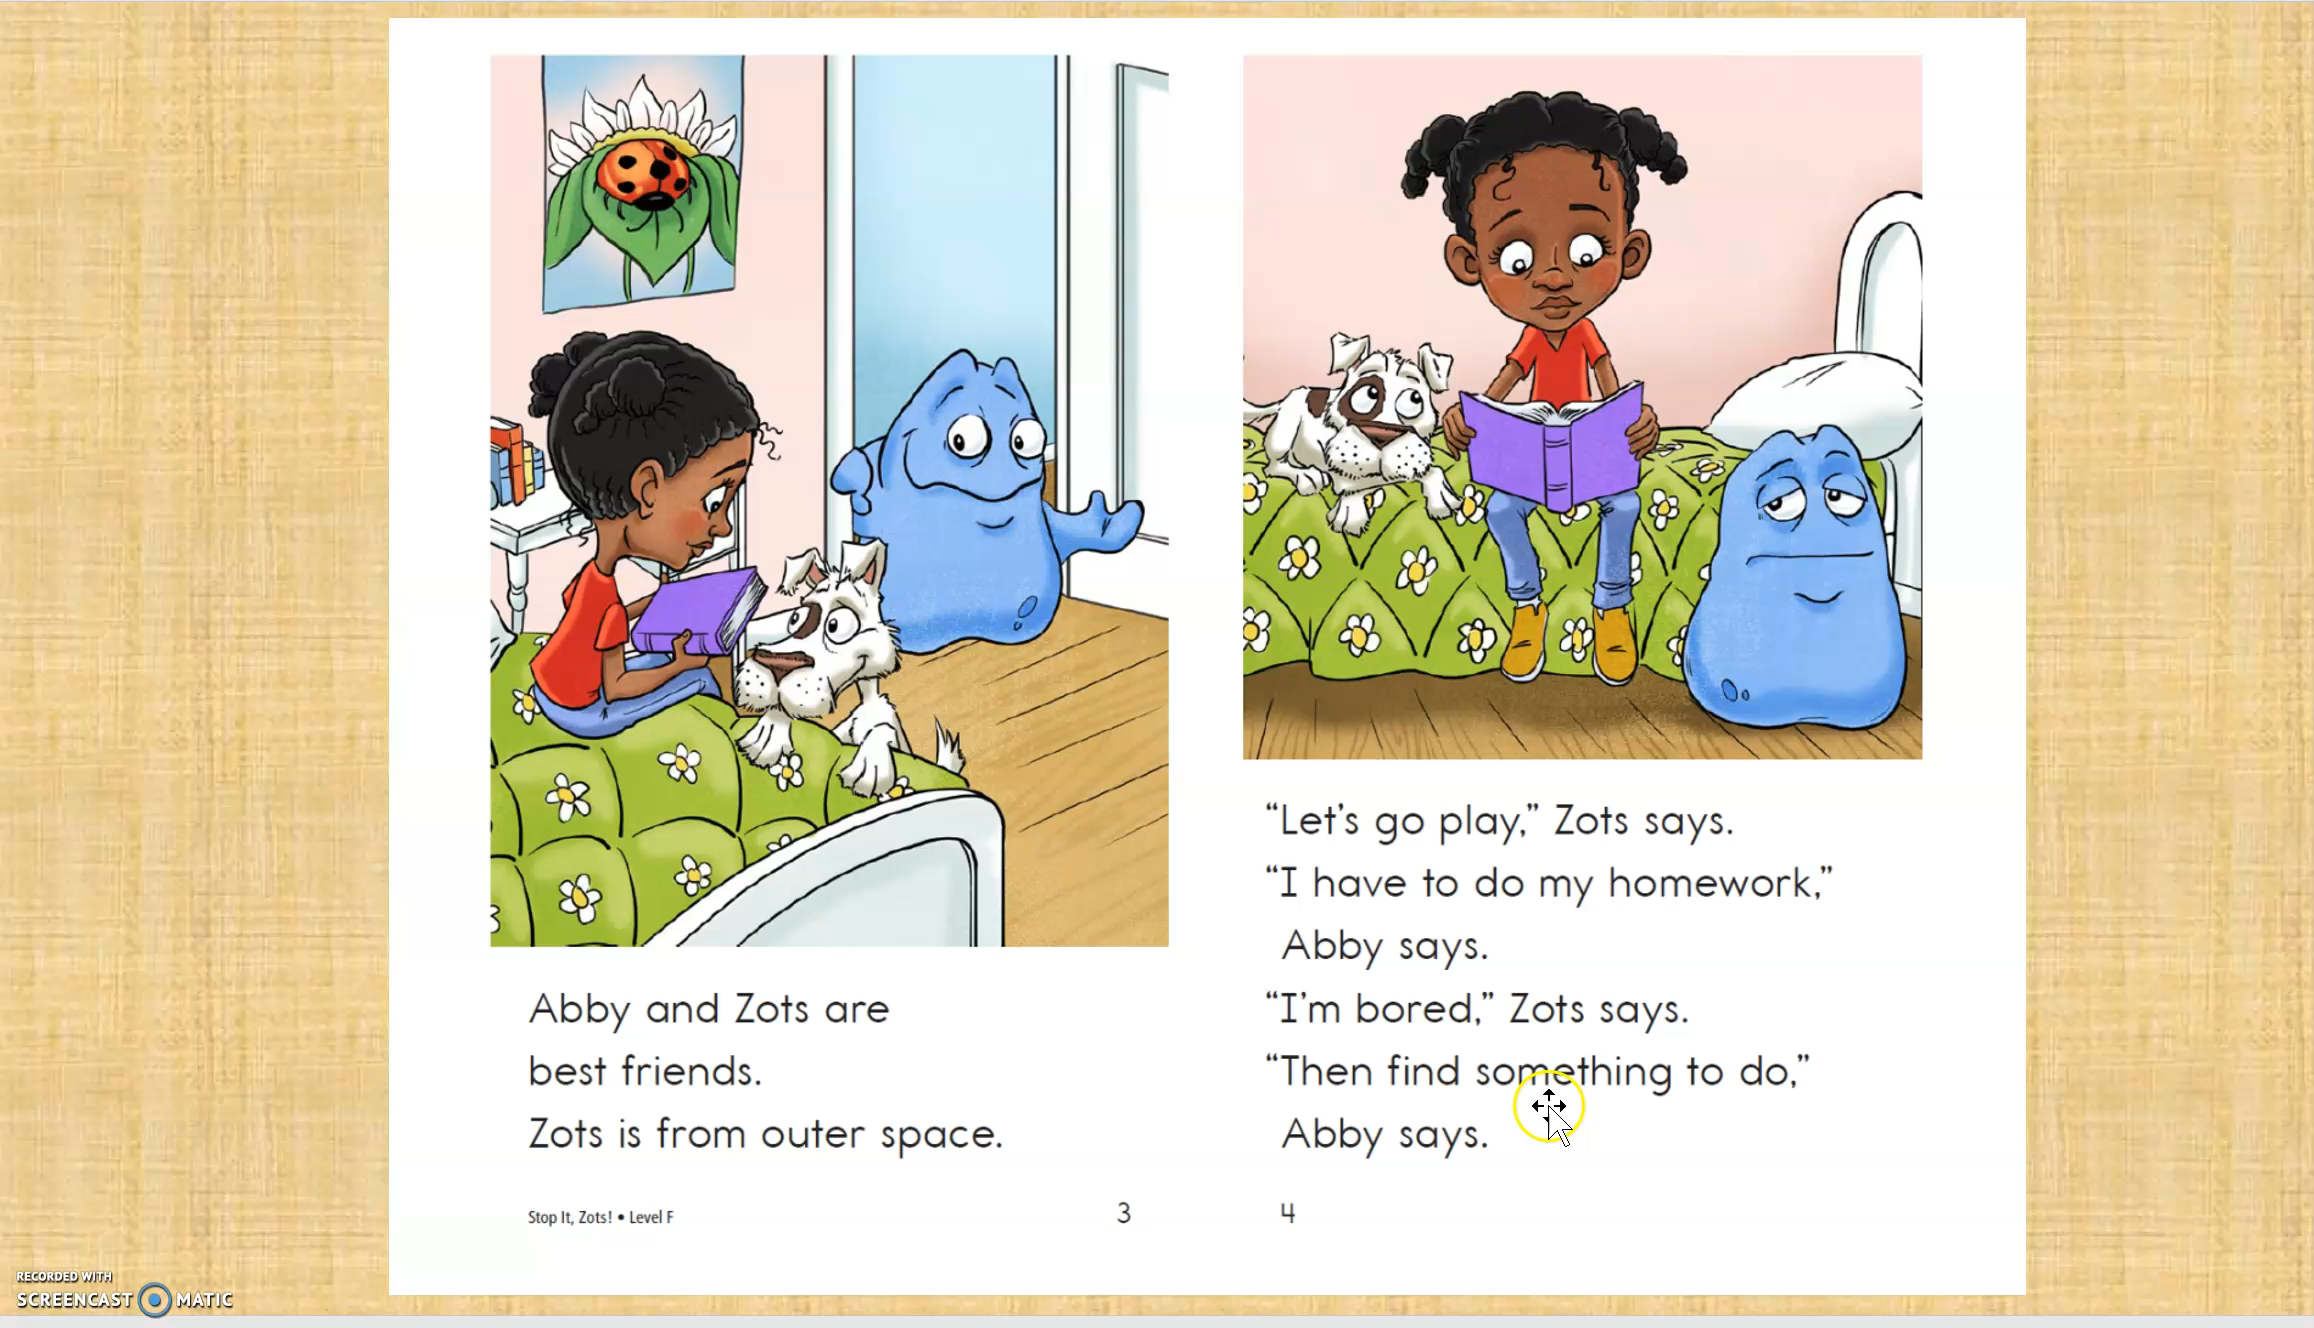 Abby and Zots are
best friends.
Zots is from outer space.
Stop It, Zots! • Level F
3
“Let’s go play,” Zots says.
“I have to do my homework,”
Abby says.
“I’m bored,” Zots says.
“Then find something to do,”
Abby says.
4
RECORDED WITH
SCREENCAST MATIC